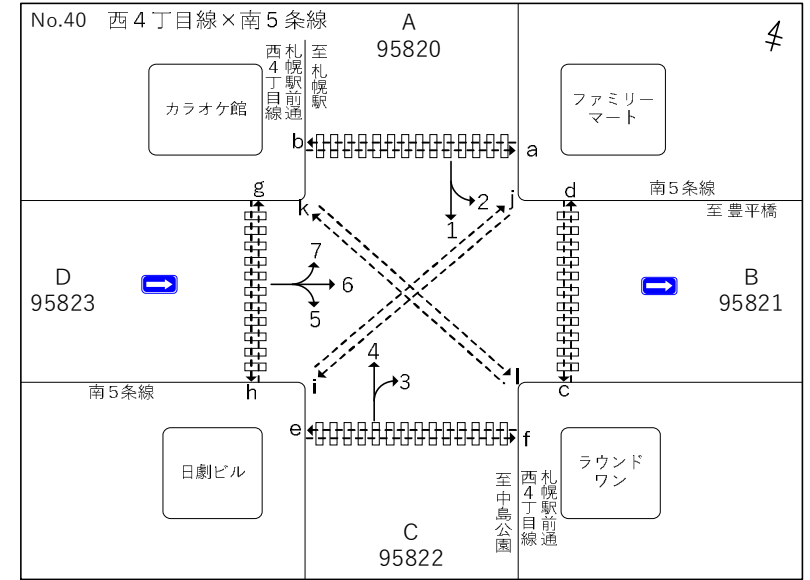 No.40 西４丁目線×南５条線
A
95820
札幌駅前通
西４丁目線
至 札幌駅
カラオケ館
ファミリー
マート
b
a
2
1
g
k
j
d
南５条線
至 豊平橋
D
95823
7
6
5
B
95821
4
3
南５条線
h
i
l
c
e
f
日劇ビル
ラウンド
ワン
札幌駅前通
西４丁目線
至 中島公園
C
95822